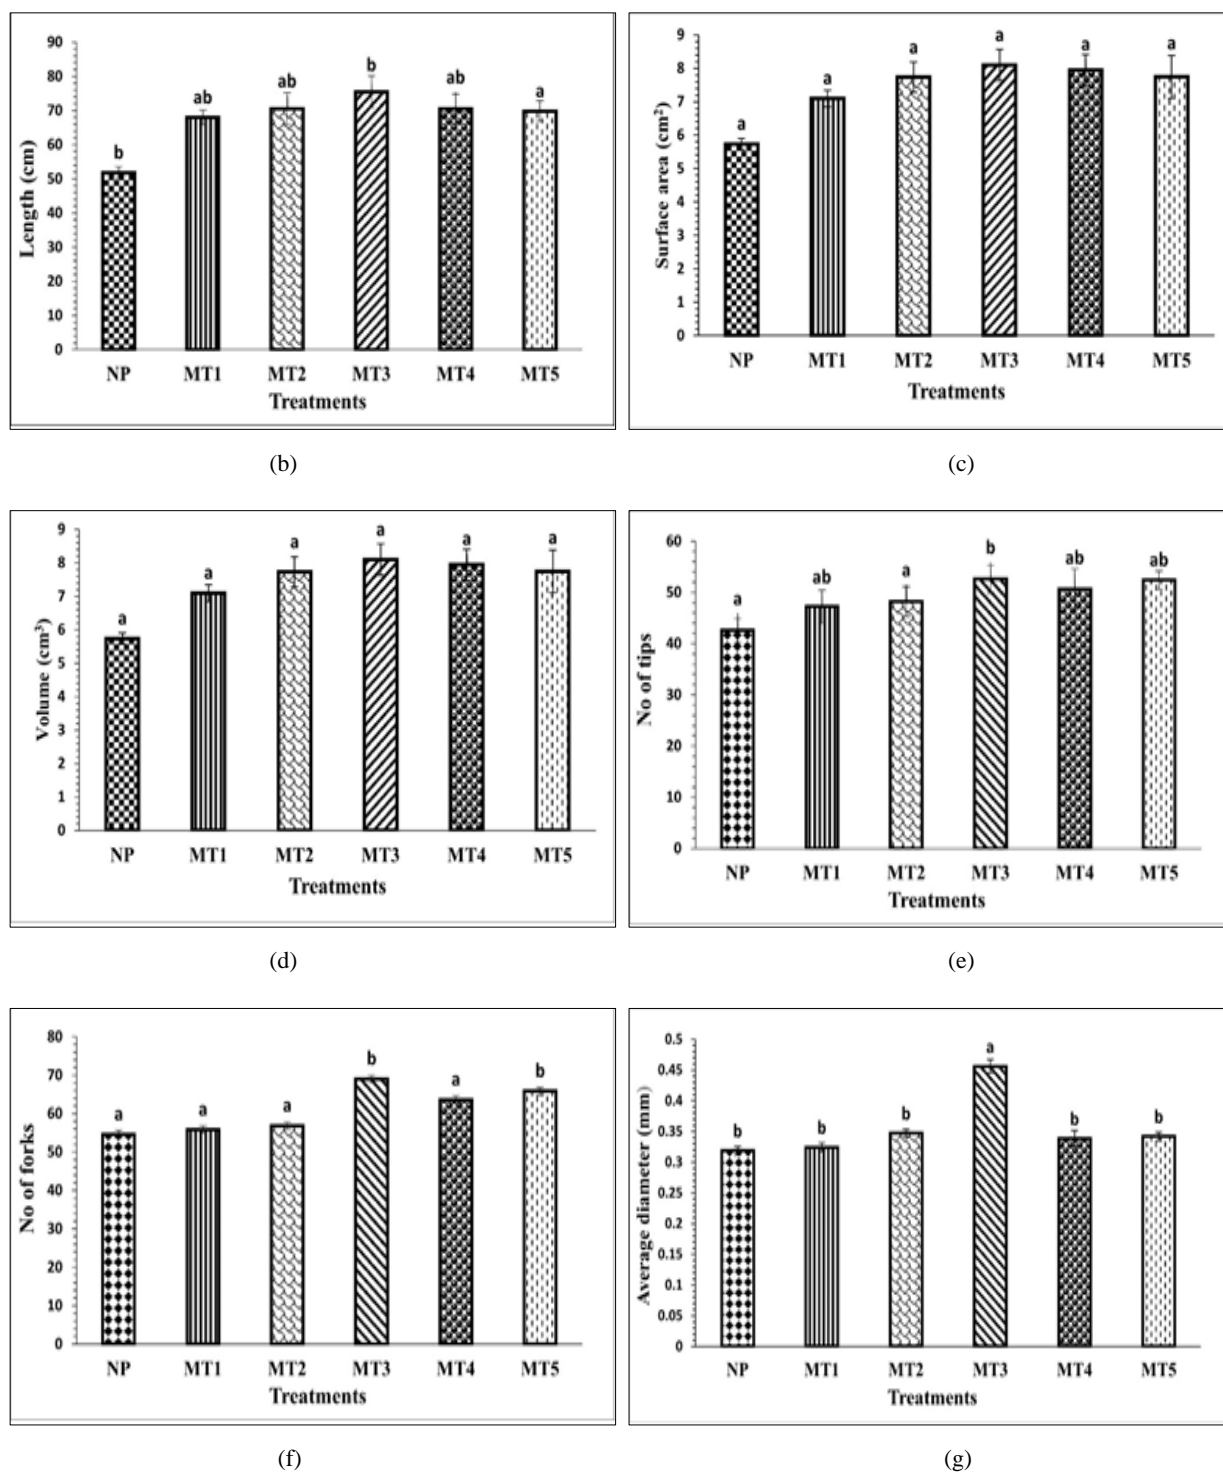 90
80
70
60
50
40
30
20
10
0
Length (cm)
b
ab
ab
b
ab
a
NP MT1 MT2 MT3 MT4 MT5
Treatments
(b)
9
8
7
6
5
4
3
2
1
0
Surface area (cm²)
a
a
a
a
a
a
NP MT1 MT2 MT3 MT4 MT5
Treatments
(c)
9
8
7
6
5
4
3
2
1
0
Volume (cm³)
a
a
a
a
a
a
NP MT1 MT2 MT3 MT4 MT5
Treatments
(d)
60
50
40
30
20
10
0
No of tips
a
ab
a
b
ab
ab
NP MT1 MT2 MT3 MT4 MT5
Treatments
(e)
80
70
60
50
40
30
20
10
0
No of forks
a
a
a
b
a
b
NP MT1 MT2 MT3 MT4 MT5
Treatments
(f)
0.5
0.45
0.4
0.35
0.3
0.25
0.2
0.15
0.1
0.05
0
Average diameter (mm)
b
b
b
a
b
b
NP MT1 MT2 MT3 MT4 MT5
Treatments
(g)